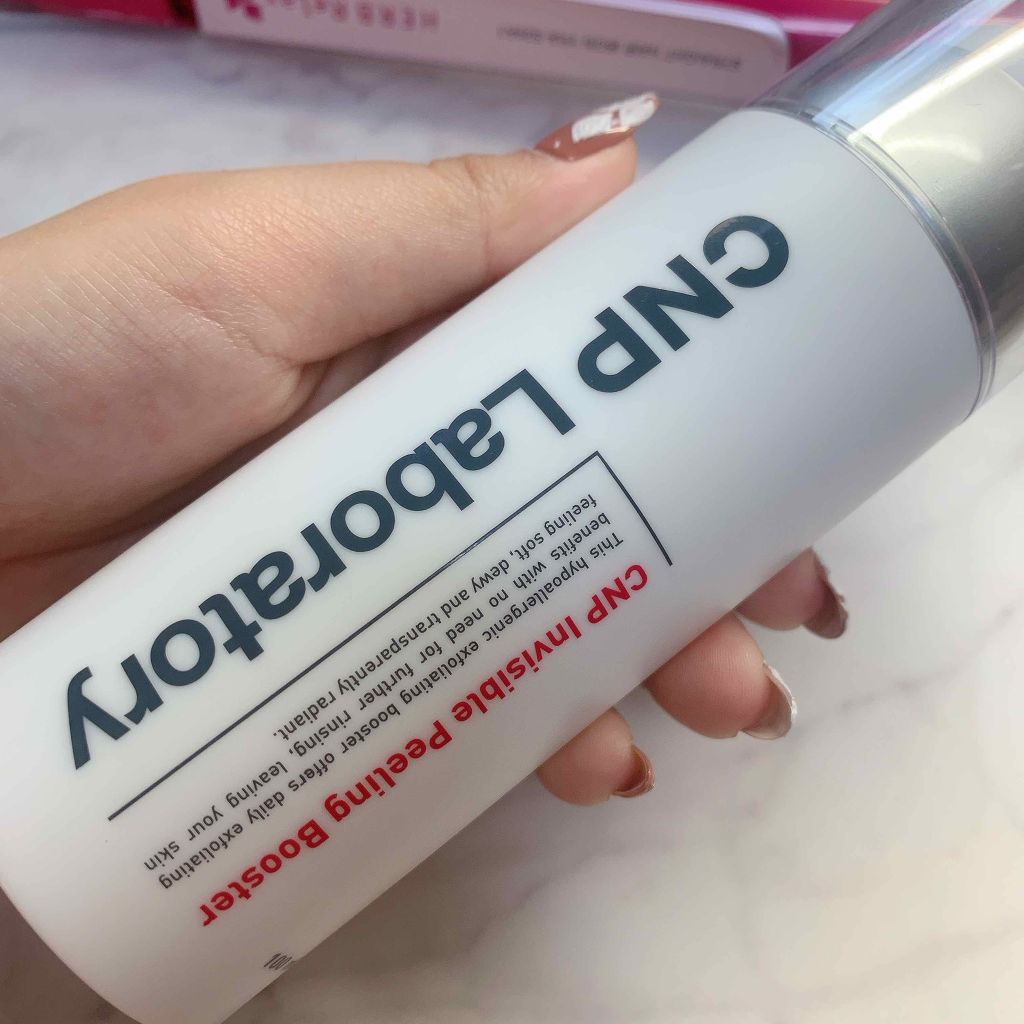 CNP Laboratory
CNP Invisible Peeling Booster
This hypoallergenic exfoliating booster offers daily exfoliating
benefits with no need for further rinsing, leaving your skin
feeling soft, dewy and transparently radiant.
100